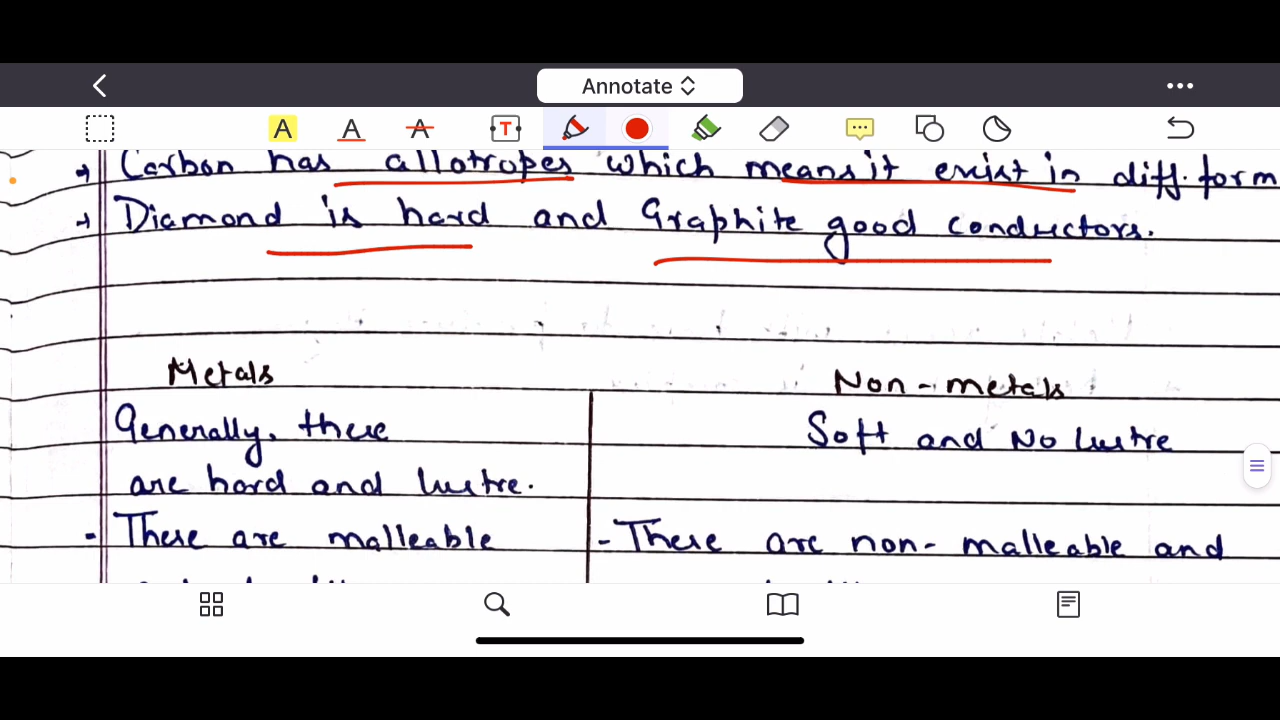 Annotate
A A A T
→ Carbon has allotropes which means it exist in diff. form
→ Diamond is hard and Graphite good conductors.
Metals Non-metals
Generally, these Soft and No lustre
are hard and lustre.
- These are malleable - These are non-malleable and